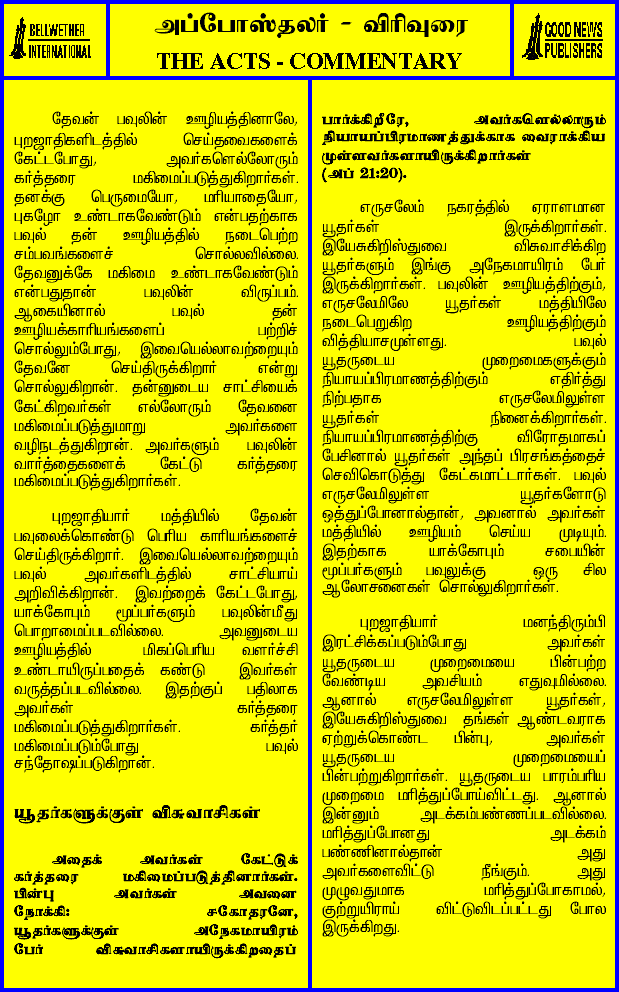 BELLWETHER
INTERNATIONAL
அப்போஸ்தலர் - விரிவுரை
THE ACTS - COMMENTARY
GOOD NEWS
PUBLISHERS
தேவன் பவுலின் ஊழியத்தினாலே,
புறஜாதிகளிடத்தில் செய்தவைகளைக்
கேட்டபோது, அவர்களெல்லோரும்
கர்த்தரை மகிமைப்படுத்துகிறார்கள்.
தனக்கு பெருமையோ, மரியாதையோ,
புகழோ உண்டாகவேண்டும் என்பதற்காக
பவுல் தன் ஊழியத்தில் நடைபெற்ற
சம்பவங்களைச் சொல்லவில்லை.
தேவனுக்கே மகிமை உண்டாகவேண்டும்
என்பதுதான் பவுலின் விருப்பம்.
ஆகையினால் பவுல் தன்
ஊழியக்காரியங்களைப் பற்றிச்
சொல்லும்போது, இவையெல்லாவற்றையும்
தேவனே செய்திருக்கிறார் என்று
சொல்லுகிறான். தன்னுடைய சாட்சியைக்
கேட்கிறவர்கள் எல்லோரும் தேவனை
மகிமைப்படுத்துமாறு அவர்களை
வழிநடத்துகிறான். அவர்களும் பவுலின்
வார்த்தைகளைக் கேட்டு கர்த்தரை
மகிமைப்படுத்துகிறார்கள்.
புறஜாதியார் மத்தியில் தேவன்
பவுலைக்கொண்டு பெரிய காரியங்களைச்
செய்திருக்கிறார். இவையெல்லாவற்றையும்
பவுல் அவர்களிடத்தில் சாட்சியாய்
அறிவிக்கிறான். இவற்றைக் கேட்டபோது,
யாக்கோபும் மூப்பர்களும் பவுலின்மீது
பொறாமைப்படவில்லை. அவனுடைய
ஊழியத்தில் மிகப்பெரிய வளர்ச்சி
உண்டாயிருப்பதைக் கண்டு இவர்கள்
வருத்தப்படவில்லை. இதற்குப் பதிலாக
அவர்கள் கர்த்தரை
மகிமைப்படுத்துகிறார்கள். கர்த்தர்
மகிமைப்படும்போது பவுல்
சந்தோஷப்படுகிறான்.
யூதர்களுக்குள் விசுவாசிகள்
அதைக் அவர்கள் கேட்டுக்
கர்த்தரை மகிமைப்படுத்தினார்கள்.
பின்பு அவர்கள் அவனை
நோக்கி: சகோதரனே,
யூதர்களுக்குள் அநேகமாயிரம்
பேர் விசுவாசிகளாயிருக்கிறதைப்
பார்க்கிறீரே, அவர்களெல்லாரும்
நியாயப்பிரமாணத்துக்காக வைராக்கிய
முள்ளவர்களாயிருக்கிறார்கள்
(அப் 21:20).
எருசலேம் நகரத்தில் ஏராளமான
யூதர்கள் இருக்கிறார்கள்.
இயேசுகிறிஸ்துவை விசுவாசிக்கிற
யூதர்களும் இங்கு அநேகமாயிரம் பேர்
இருக்கிறார்கள். பவுலின் ஊழியத்திற்கும்,
எருசலேமிலே யூதர்கள் மத்தியிலே
நடைபெறுகிற ஊழியத்திற்கும்
வித்தியாசமுள்ளது. பவுல்
யூதருடைய முறைமைகளுக்கும்
நியாயப்பிரமாணத்திற்கும் எதிர்த்து
நிற்பதாக எருசலேமிலுள்ள
யூதர்கள் நினைக்கிறார்கள்.
நியாயப்பிரமாணத்திற்கு விரோதமாகப்
பேசினால் யூதர்கள் அந்தப் பிரசங்கத்தைச்
செவிகொடுத்து கேட்கமாட்டார்கள். பவுல்
எருசலேமிலுள்ள யூதர்களோடு
ஒத்துப்போனால்தான், அவனால் அவர்கள்
மத்தியில் ஊழியம் செய்ய முடியும்.
இதற்காக யாக்கோபும் சபையின்
மூப்பர்களும் பவுலுக்கு ஒரு சில
ஆலோசனைகள் சொல்லுகிறார்கள்.
புறஜாதியார் மனந்திரும்பி
இரட்சிக்கப்படும்போது அவர்கள்
யூதருடைய முறைமையை பின்பற்ற
வேண்டிய அவசியம் எதுவுமில்லை.
ஆனால் எருசலேமிலுள்ள யூதர்கள்,
இயேசுகிறிஸ்துவை தங்கள் ஆண்டவராக
ஏற்றுக்கொண்ட பின்பு, அவர்கள்
யூதருடைய முறைமையைப்
பின்பற்றுகிறார்கள். யூதருடைய பாரம்பரிய
முறைமை மரித்துப்போய்விட்டது. ஆனால்
இன்னும் அடக்கம்பண்ணப்படவில்லை.
மரித்துப்போனது அடக்கம்
பண்ணினால்தான் அது
அவர்களைவிட்டு நீங்கும். அது
முழுவதுமாக மரித்துப்போகாமல்,
குற்றுயிராய் விட்டுவிடப்பட்டது போல
இருக்கிறது.